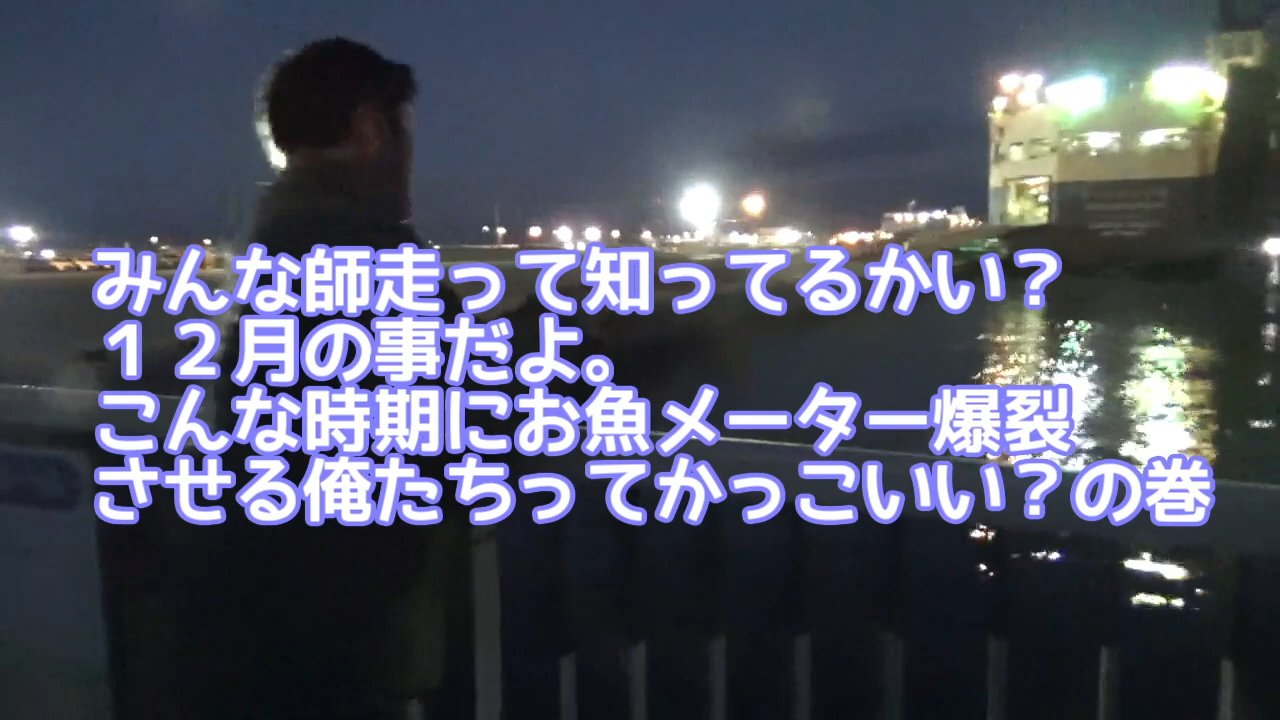 みんな師走って知ってるかい？
１２月の事だよ。
こんな時期にお魚メーター爆裂
させる俺たちってかっこいい？の巻